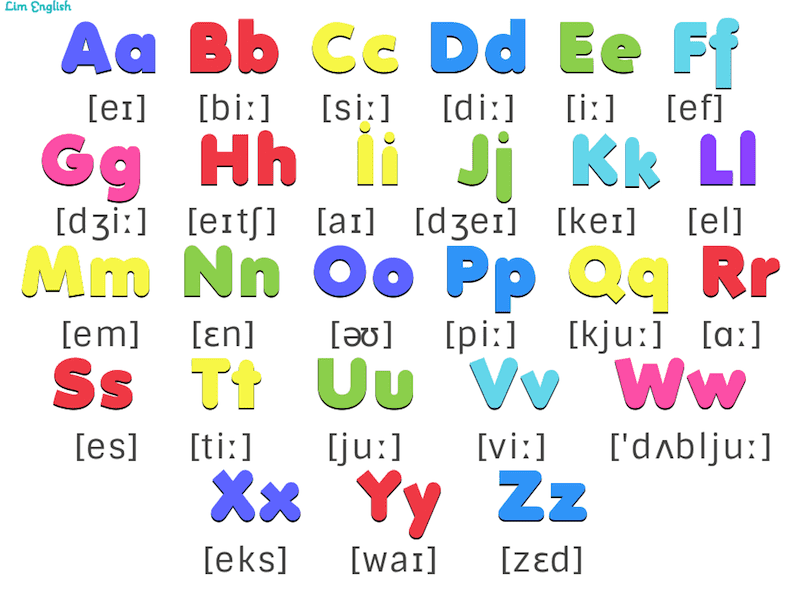 Lim English
Aa Bb Cc Dd Ee Ff
[eɪ] [biː] [siː] [diː] [iː] [ef]
Gg Hh İi Jj Kk Ll
[dʒiː] [eɪtʃ] [aɪ] [dʒeɪ] [keɪ] [el]
Mm Nn Oo Pp Qq Rr
[em] [ɛn] [əʊ] [piː] [kjuː] [ɑː]
Ss Tt Uu Vv Ww
[es] [tiː] [juː] [viː] ['dʌbljuː]
Xx Yy Zz
[eks] [waɪ] [zɛd]